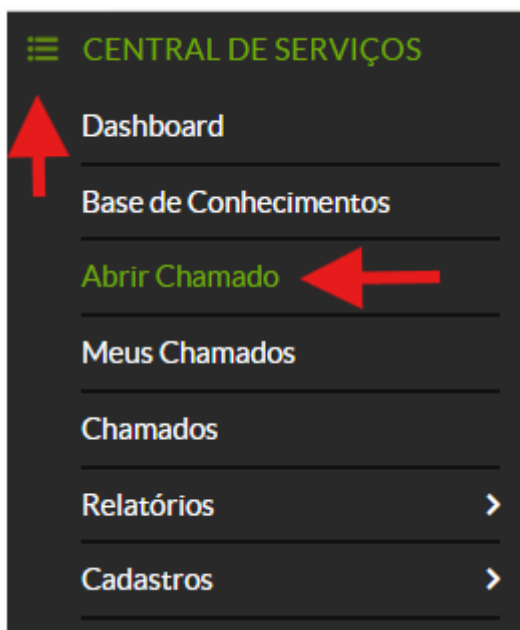 CENTRAL DE SERVIÇOS
Dashboard
Base de Conhecimentos
Abrir Chamado
Meus Chamados
Chamados
Relatórios
Cadastros